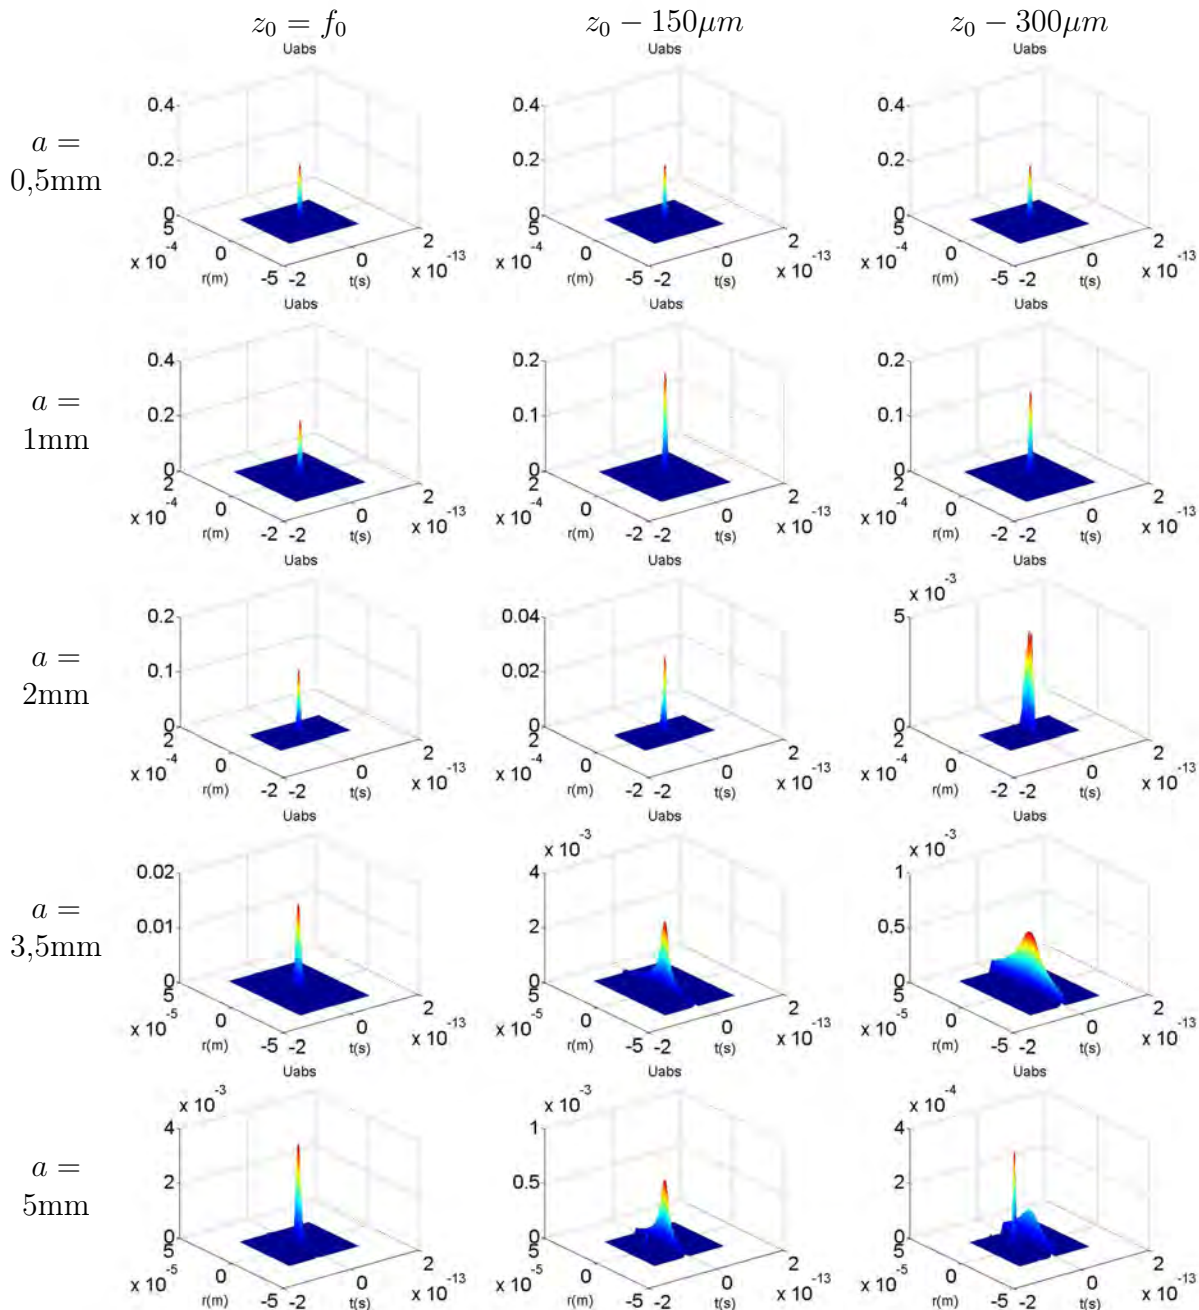 z₀ = f₀ z₀ − 150μm z₀ − 300μm
Uabs Uabs Uabs
a =
0,5mm
0.4 0.4 0.4
0.2 0.2 0.2
0 0 0
5 5 5
0 0 0
-5 -5 -5
x 10⁻⁴ x 10⁻⁴ x 10⁻⁴
r(m) r(m) r(m)
-2 0 2 -2 0 2 -2 0 2
t(s) t(s) t(s)
x 10⁻¹³ x 10⁻¹³ x 10⁻¹³
Uabs Uabs Uabs
a =
1mm
0.4 0.2 0.2
0.2 0.1 0.1
0 0 0
2 2 2
0 0 0
-2 -2 -2
x 10⁻⁴ x 10⁻⁴ x 10⁻⁴
r(m) r(m) r(m)
-2 0 2 -2 0 2 -2 0 2
t(s) t(s) t(s)
x 10⁻¹³ x 10⁻¹³ x 10⁻¹³
Uabs Uabs Uabs
x 10⁻³
a =
2mm
0.2 0.04 5
0.1 0.02
0 0 0
2 2 2
0 0 0
-2 -2 -2
x 10⁻⁴ x 10⁻⁴ x 10⁻⁴
r(m) r(m) r(m)
-2 0 2 -2 0 2 -2 0 2
t(s) t(s) t(s)
x 10⁻¹³ x 10⁻¹³ x 10⁻¹³
Uabs Uabs Uabs
x 10⁻³ x 10⁻³
a =
3,5mm
0.02 4 1
0.01 2 0.5
0 0 0
5 5 5
0 0 0
-5 -5 -5
x 10⁻⁵ x 10⁻⁵ x 10⁻⁵
r(m) r(m) r(m)
-2 0 2 -2 0 2 -2 0 2
t(s) t(s) t(s)
x 10⁻¹³ x 10⁻¹³ x 10⁻¹³
Uabs Uabs Uabs
x 10⁻³ x 10⁻³ x 10⁻⁴
a =
5mm
4 1 4
2 0.5 2
0 0 0
5 5 5
0 0 0
-5 -5 -5
x 10⁻⁵ x 10⁻⁵ x 10⁻⁵
r(m) r(m) r(m)
-2 0 2 -2 0 2 -2 0 2
t(s) t(s) t(s)
x 10⁻¹³ x 10⁻¹³ x 10⁻¹³